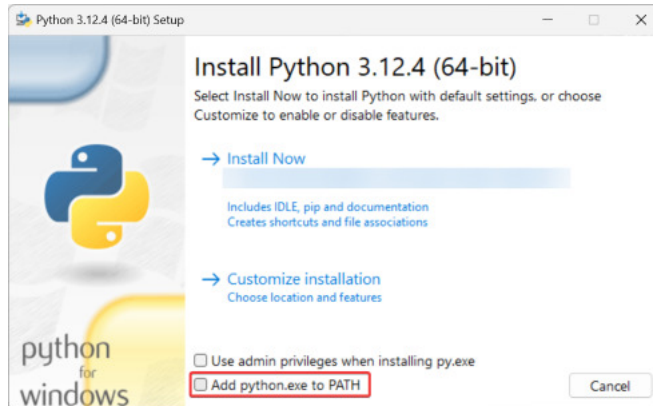 Python 3.12.4 (64-bit) Setup
Install Python 3.12.4 (64-bit)
Select Install Now to install Python with default settings, or choose
Customize to enable or disable features.
→ Install Now
Includes IDLE, pip and documentation
Creates shortcuts and file associations
→ Customize installation
Choose location and features
Use admin privileges when installing py.exe
Add python.exe to PATH
Cancel
python
for
windows